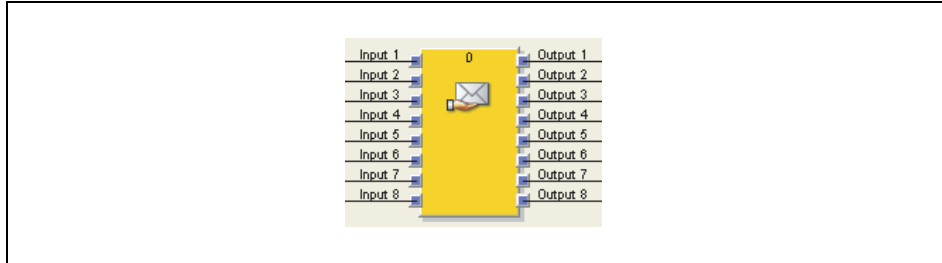 0
Input 1 Output 1
Input 2 Output 2
Input 3 Output 3
Input 4 Output 4
Input 5 Output 5
Input 6 Output 6
Input 7 Output 7
Input 8 Output 8